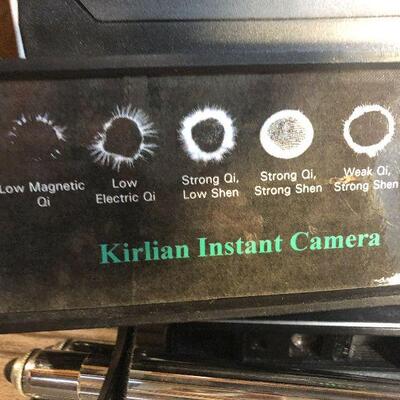 Low Magnetic
Qi
Low
Electric Qi
Strong Qi,
Low Shen
Strong Qi,
Strong Shen
Weak Qi,
Strong Shen
Kirlian Instant Camera